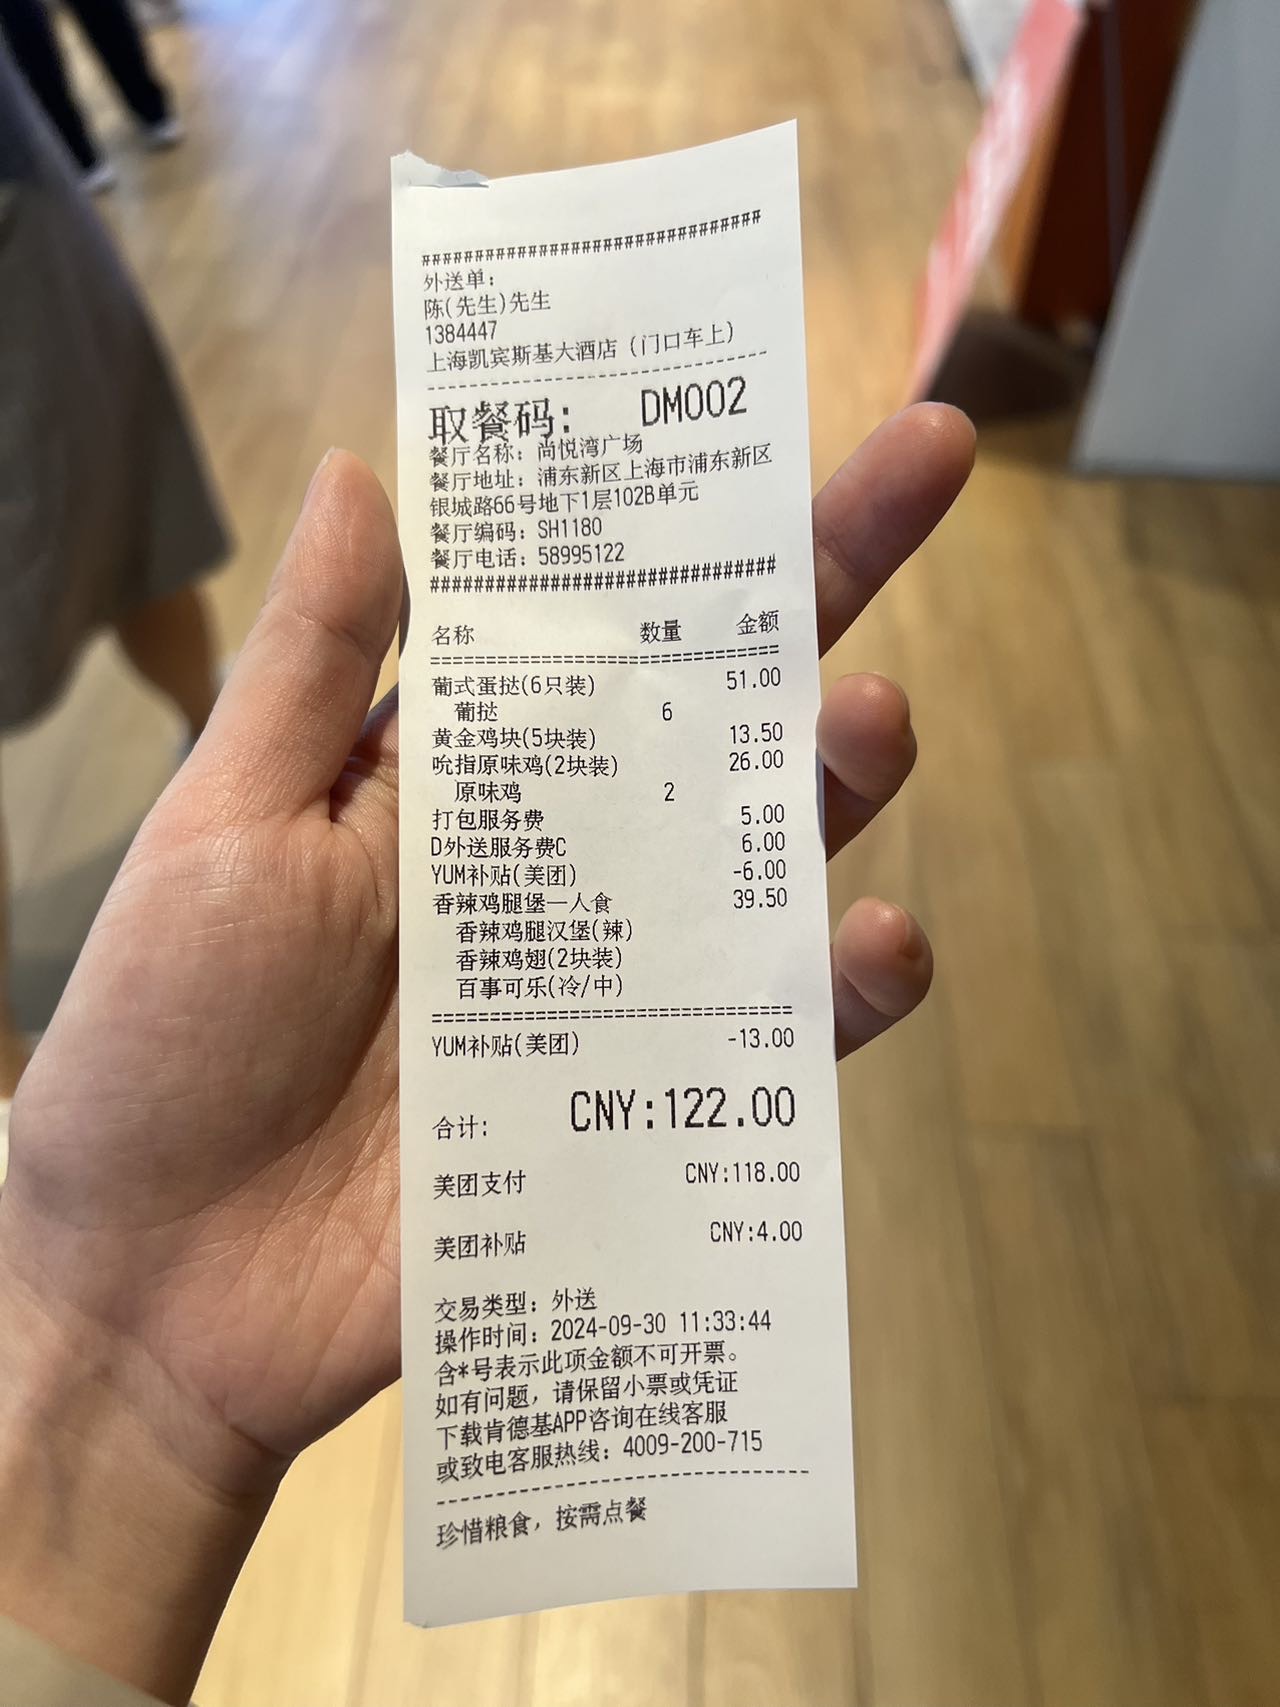 ##############################
外送单：
陈(先生)先生
1384447
上海凯宾斯基大酒店（门口车上）
取餐码： DM002
餐厅名称：尚悦湾广场
餐厅地址：浦东新区上海市浦东新区
银城路66号地下1层102B单元
餐厅编码：SH1180
餐厅电话：58995122
##############################
名称 数量 金额
==============================
葡式蛋挞(6只装) 51.00
葡挞 6
黄金鸡块(5块装) 13.50
吮指原味鸡(2块装) 26.00
原味鸡 2
打包服务费 5.00
D外送服务费C 6.00
YUM补贴(美团) -6.00
香辣鸡腿堡一人食 39.50
香辣鸡腿汉堡(辣)
香辣鸡翅(2块装)
百事可乐(冷/中)
==============================
YUM补贴(美团) -13.00
合计： CNY:122.00
美团支付 CNY:118.00
美团补贴 CNY:4.00
交易类型：外送
操作时间：2024-09-30 11:33:44
含*号表示此项金额不可开票。
如有问题，请保留小票或凭证
下载肯德基APP咨询在线客服
或致电客服热线：4009-200-715
珍惜粮食，按需点餐